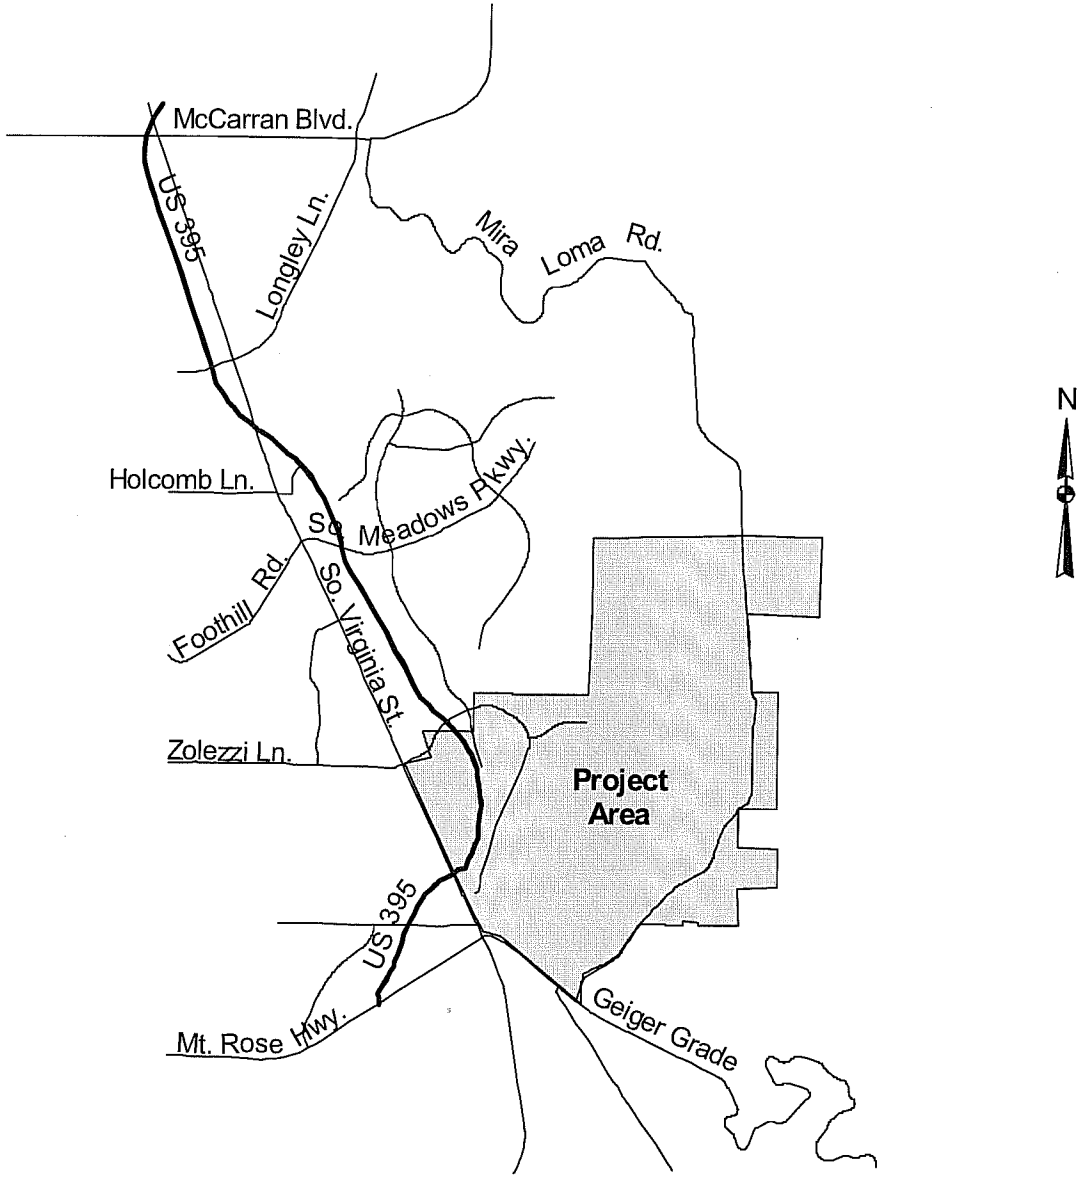 McCarran Blvd.
US 395
Longley Ln.
Mira Loma Rd.
N
Holcomb Ln.
So Meadows Pkwy.
Foothill Rd.
So. Virginia St.
Zolezzi Ln.
Project
Area
US 395
Geiger Grade
Mt. Rose Hwy.